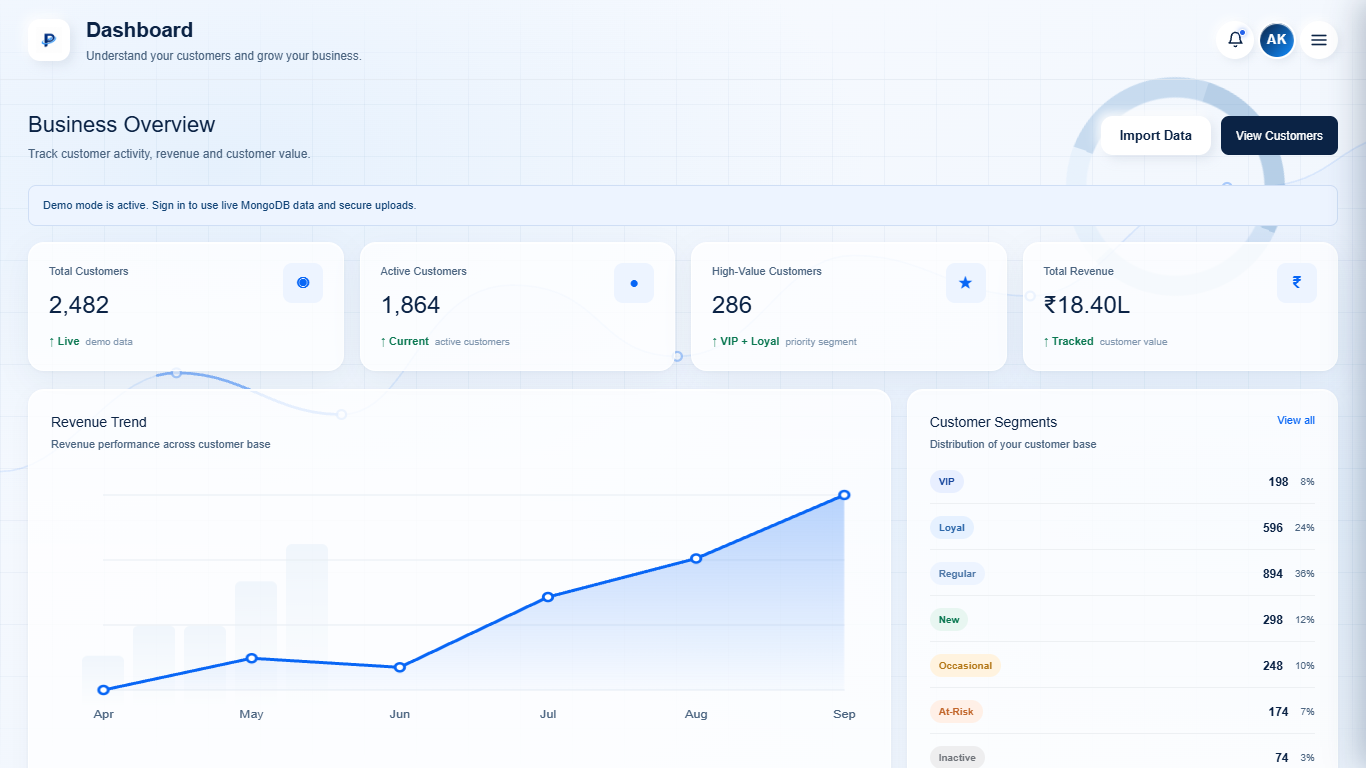 Dashboard
Understand your customers and grow your business.
AK
Business Overview
Track customer activity, revenue and customer value.
Import Data
View Customers
Demo mode is active. Sign in to use live MongoDB data and secure uploads.
Total Customers
2,482
↑ Live demo data
Active Customers
1,864
↑ Current active customers
High-Value Customers
286
↑ VIP + Loyal priority segment
Total Revenue
₹
₹18.40L
↑ Tracked customer value
Revenue Trend
Revenue performance across customer base
Apr May Jun Jul Aug Sep
Customer Segments
View all
Distribution of your customer base
VIP 198 8%
Loyal 596 24%
Regular 894 36%
New 298 12%
Occasional 248 10%
At-Risk 174 7%
Inactive 74 3%